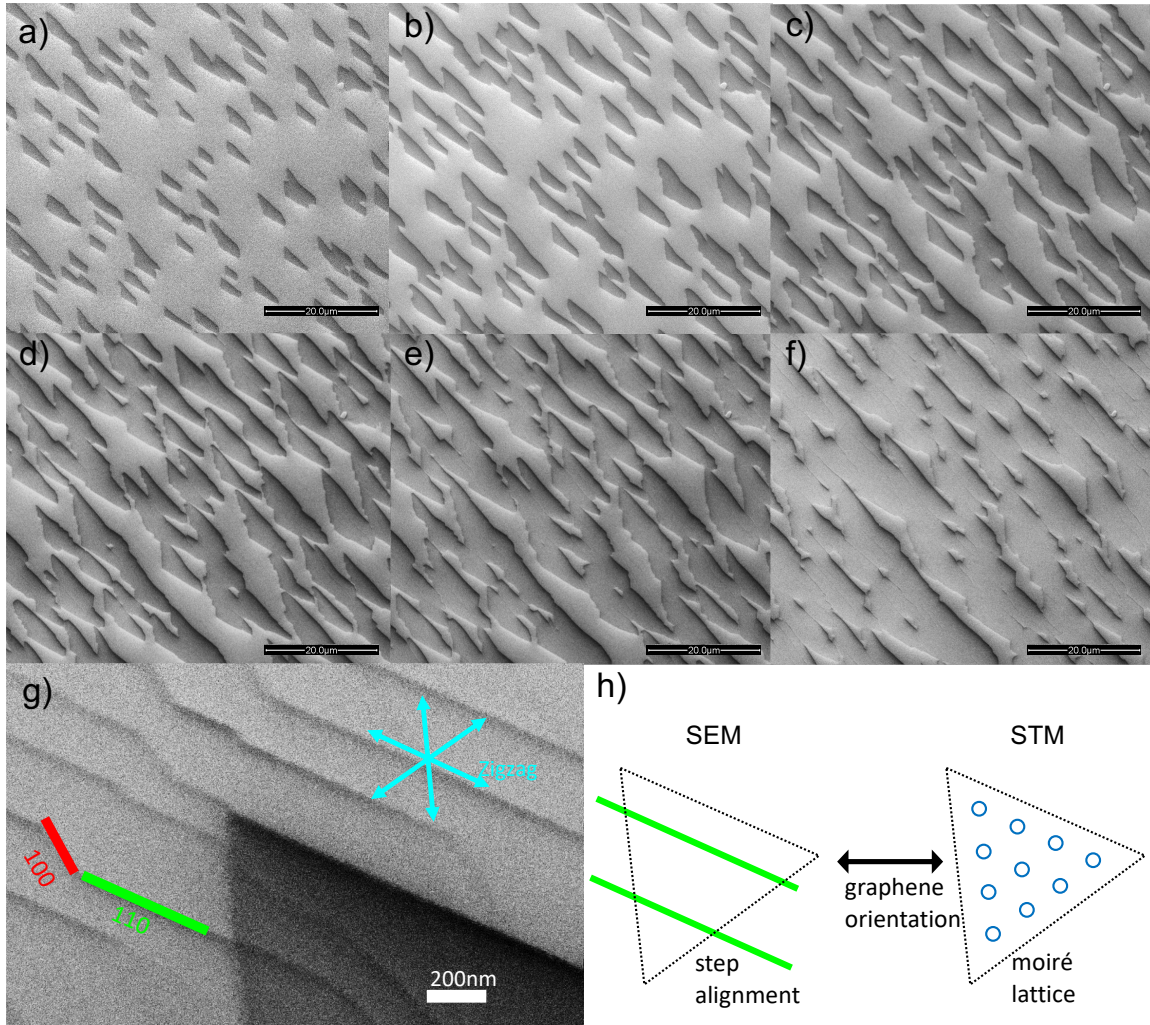 a)
b)
c)
20.0µm
20.0µm
20.0µm
d)
e)
f)
20.0µm
20.0µm
20.0µm
g)
Zigzag
100
110
200nm
h)
SEM
STM
graphene
orientation
step
alignment
moiré
lattice